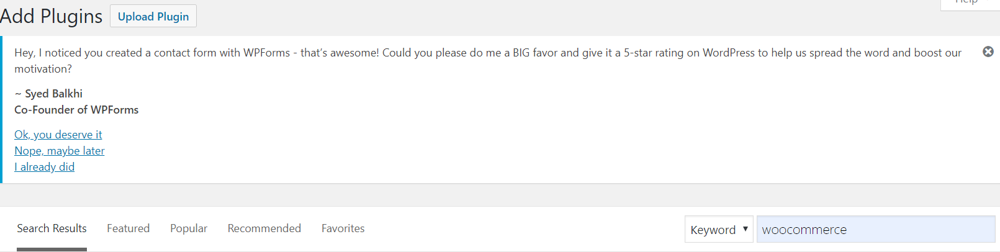 Help
Add Plugins
Upload Plugin
Hey, I noticed you created a contact form with WPForms - that's awesome! Could you please do me a BIG favor and give it a 5-star rating on WordPress to help us spread the word and boost our
motivation?
~ Syed Balkhi
Co-Founder of WPForms
Ok, you deserve it
Nope, maybe later
I already did
Search Results Featured Popular Recommended Favorites Keyword woocommerce